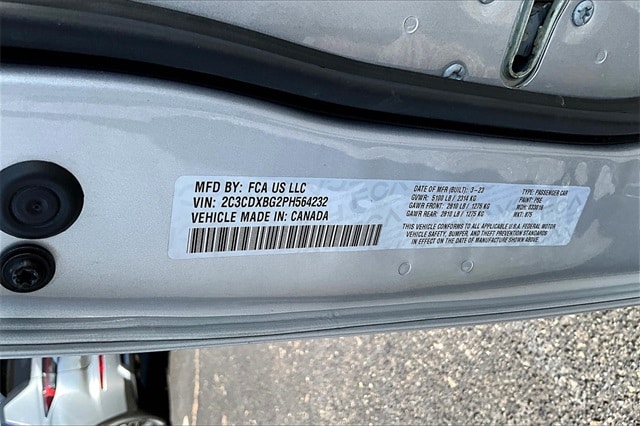 MFD BY: FCA US LLC
VIN: 2C3CDXBG2PH564232
VEHICLE MADE IN: CANADA
DATE OF MFR (BUILT): 3-23
GVWR: 5100 LB / 2314 KG
GAWR FRONT: 2810 LB / 1275 KG
GAWR REAR: 2810 LB / 1275 KG
TYPE: PASSENGER CAR
PAINT: PSE
MDH: 033016
THIS VEHICLE CONFORMS TO ALL APPLICABLE U.S.A. FEDERAL MOTOR
VEHICLE SAFETY, BUMPER, AND THEFT PREVENTION STANDARDS
IN EFFECT ON THE DATE OF MANUFACTURE SHOWN ABOVE.